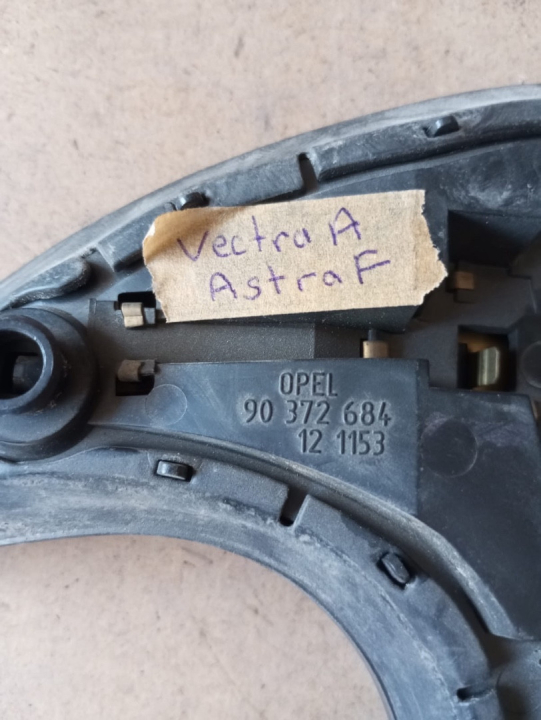 Vectra A
Astra F
OPEL
90 372 684
12 1153